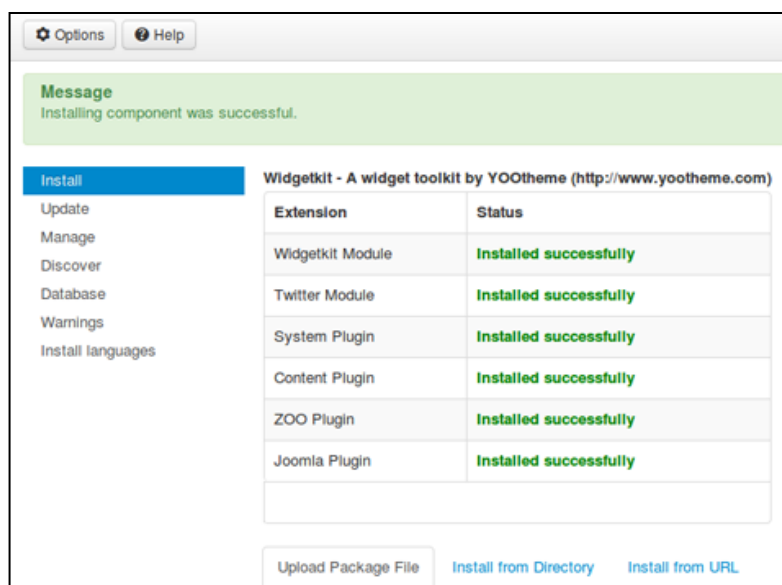 Options Help
Message
Installing component was successful.
Install
Update
Manage
Discover
Database
Warnings
Install languages
Widgetkit - A widget toolkit by YOOtheme (http://www.yootheme.com)
Extension Status
Widgetkit Module Installed successfully
Twitter Module Installed successfully
System Plugin Installed successfully
Content Plugin Installed successfully
ZOO Plugin Installed successfully
Joomla Plugin Installed successfully
Upload Package File Install from Directory Install from URL